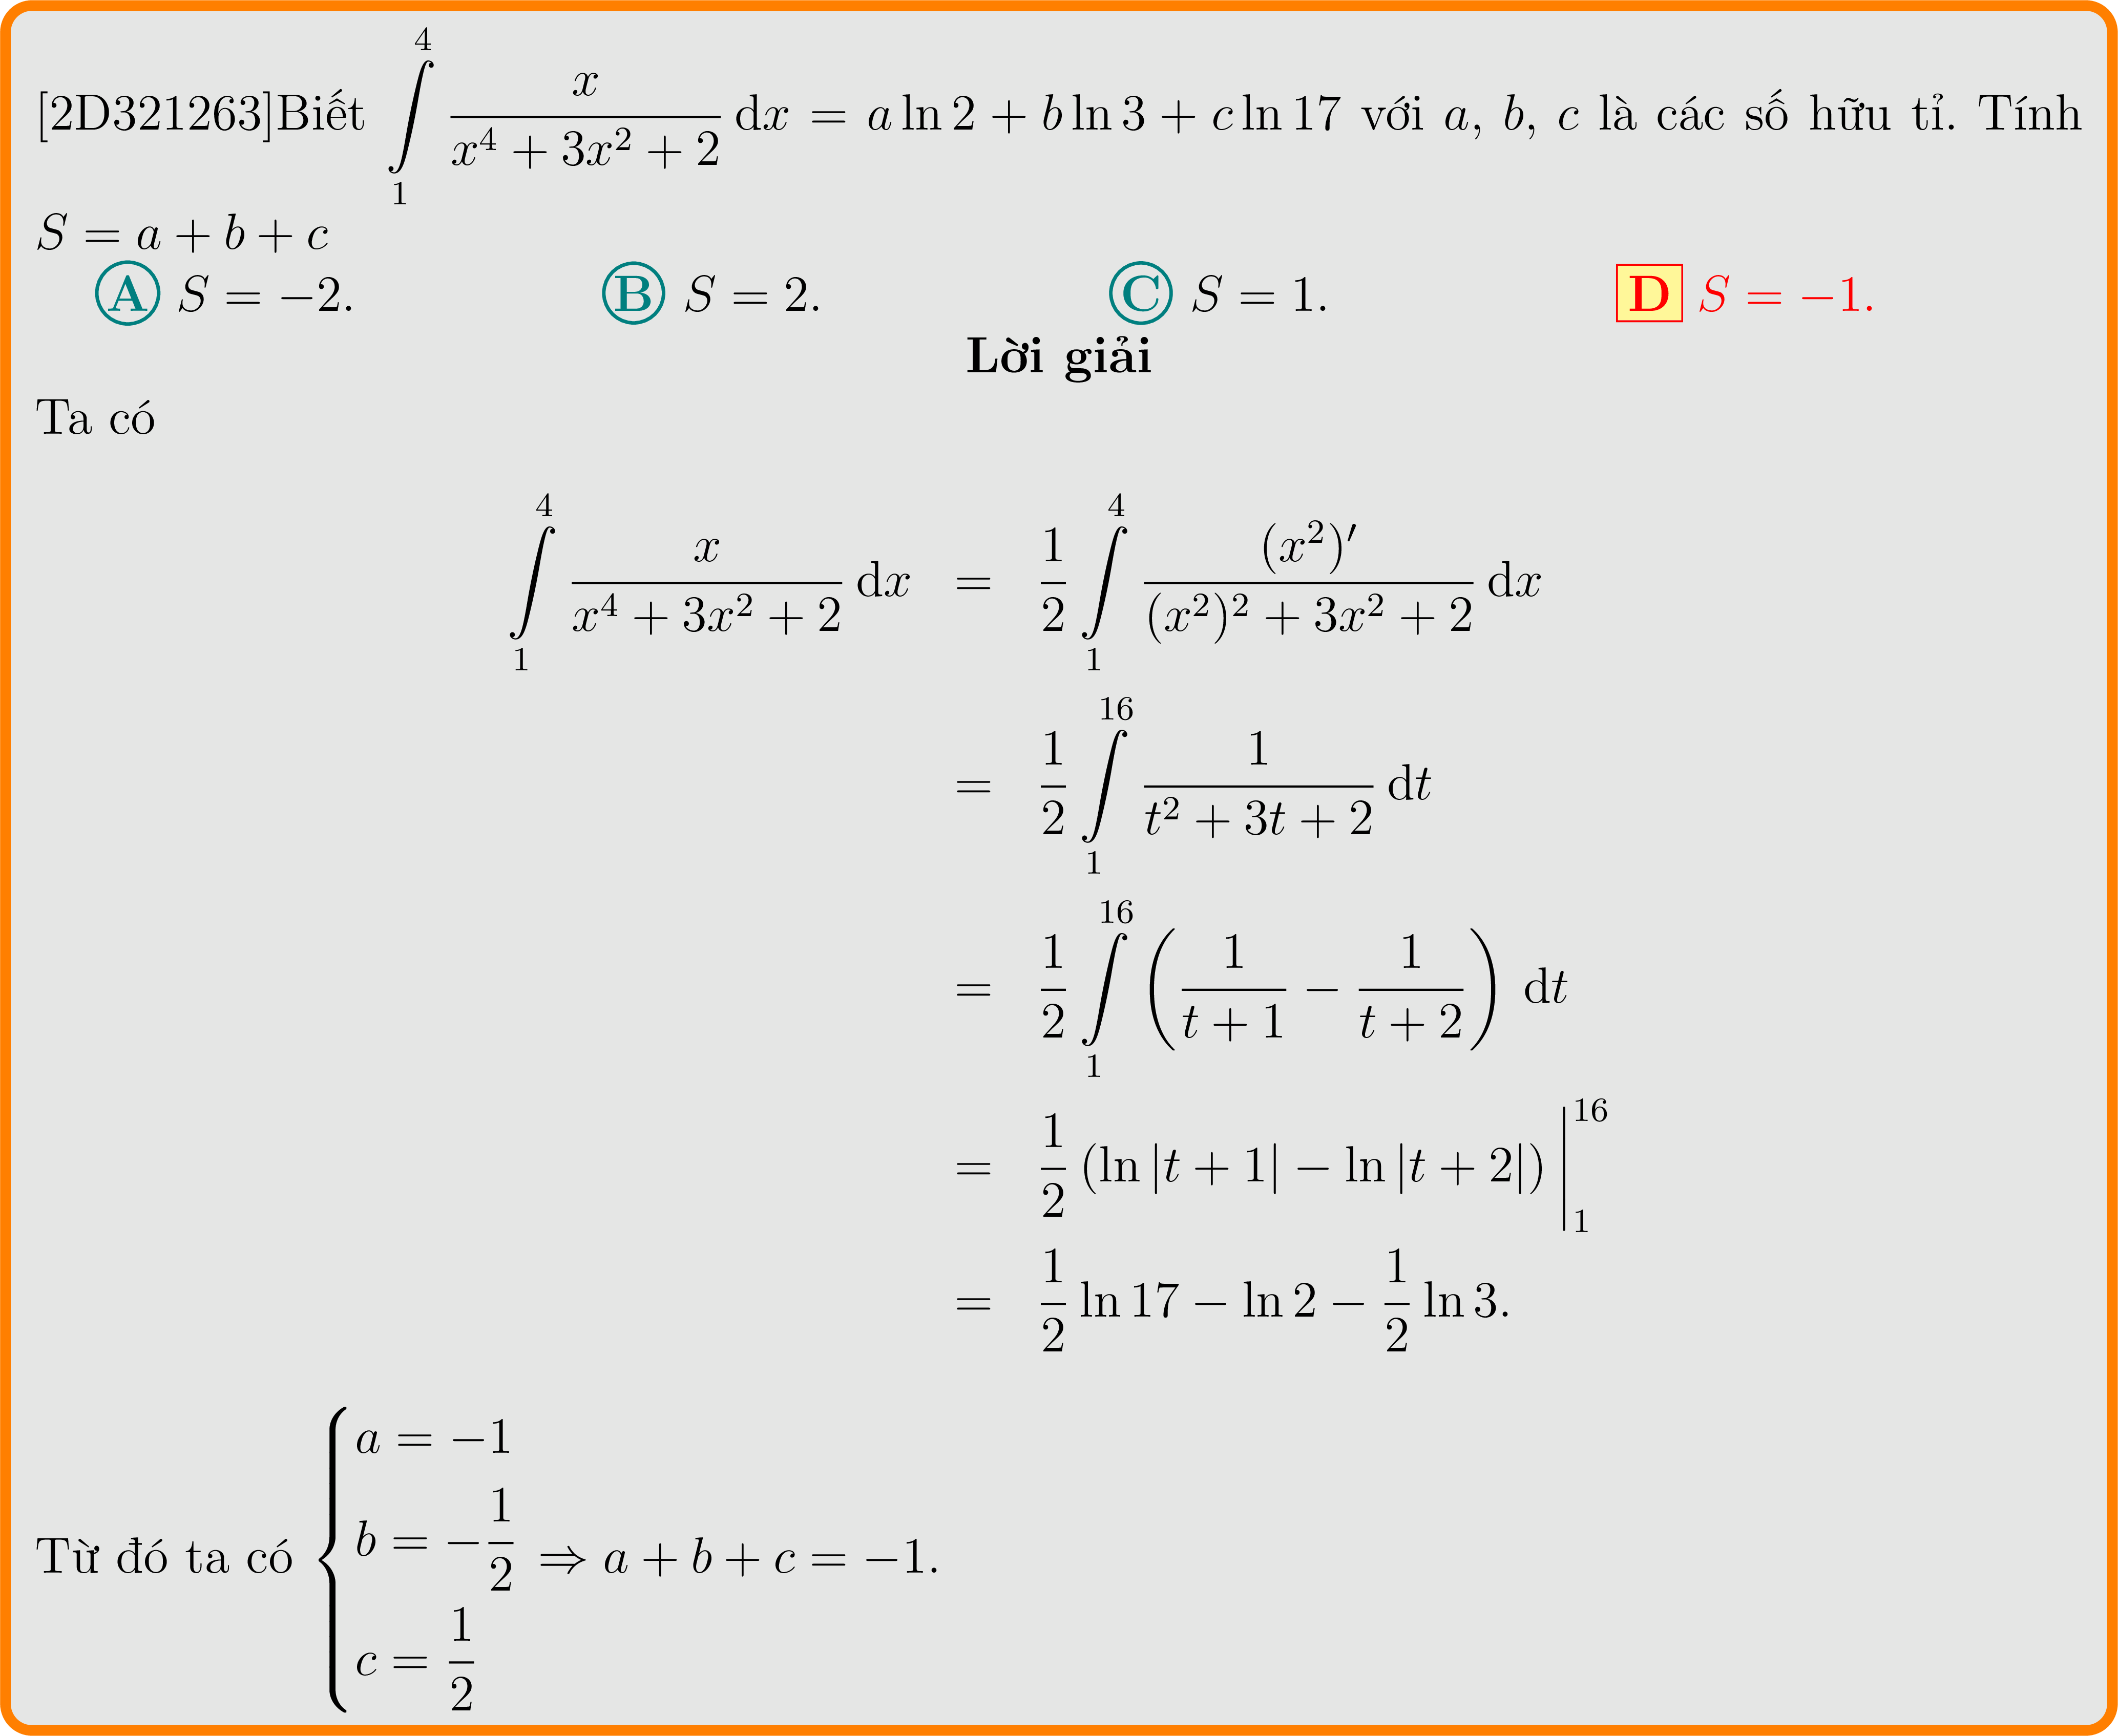 [2D321263]Biết $\int\limits_1^4 \frac{x}{x^4 + 3x^2 + 2} \mathrm{d}x = a \ln 2 + b \ln 3 + c \ln 17$ với $a$, $b$, $c$ là các số hữu tỉ. Tính
$S = a + b + c$
A $S = -2$. B $S = 2$. C $S = 1$. D $S = -1$.
Lời giải
Ta có
$\int\limits_1^4 \frac{x}{x^4 + 3x^2 + 2} \mathrm{d}x = \frac{1}{2} \int\limits_1^4 \frac{(x^2)'}{(x^2)^2 + 3x^2 + 2} \mathrm{d}x$
$= \frac{1}{2} \int\limits_1^{16} \frac{1}{t^2 + 3t + 2} \mathrm{d}t$
$= \frac{1}{2} \int\limits_1^{16} \left( \frac{1}{t + 1} - \frac{1}{t + 2} \right) \mathrm{d}t$
$= \frac{1}{2} \left( \ln |t + 1| - \ln |t + 2| \right) \Big|_1^{16}$
$= \frac{1}{2} \ln 17 - \ln 2 - \frac{1}{2} \ln 3.$
Từ đó ta có $\begin{cases} a = -1 \\ b = -\frac{1}{2} \\ c = \frac{1}{2} \end{cases} \Rightarrow a + b + c = -1.$